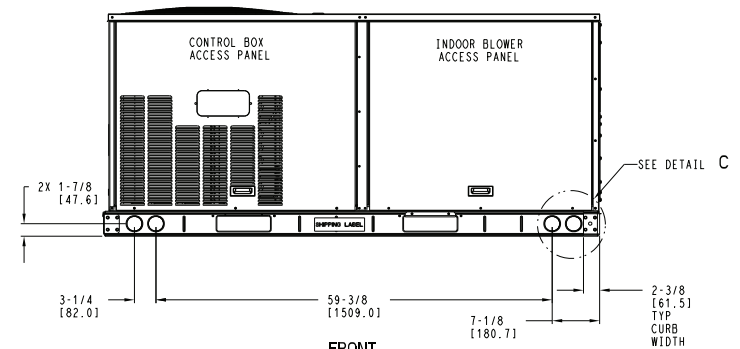 CONTROL BOX
ACCESS PANEL
INDOOR BLOWER
ACCESS PANEL
SEE DETAIL C
2X 1-7/8
[47.6]
SHIPPING LABEL
3-1/4
[82.0]
59-3/8
[1509.0]
7-1/8
[180.7]
2-3/8
[61.5]
TYP
CURB
WIDTH
FRONT